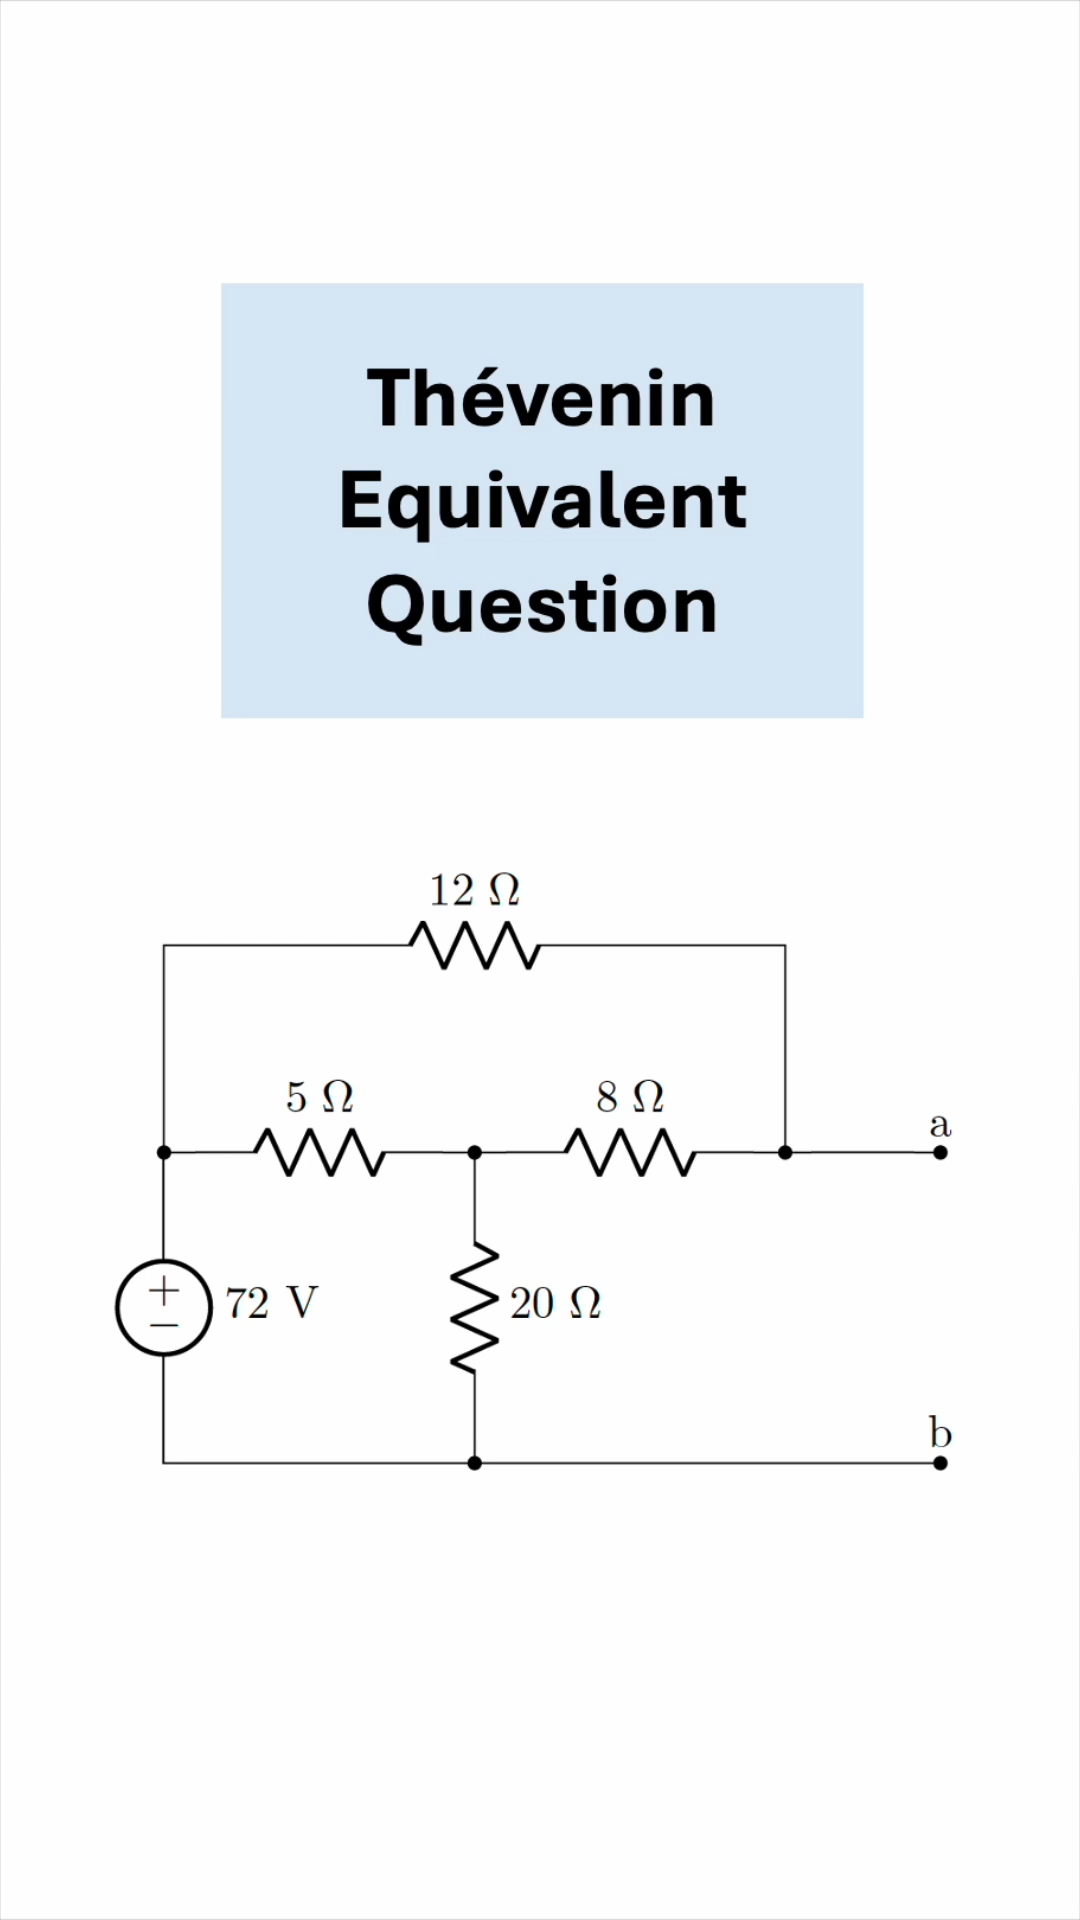 Thévenin
Equivalent
Question
12 Ω
5 Ω
8 Ω
a
+
−
72 V
20 Ω
b